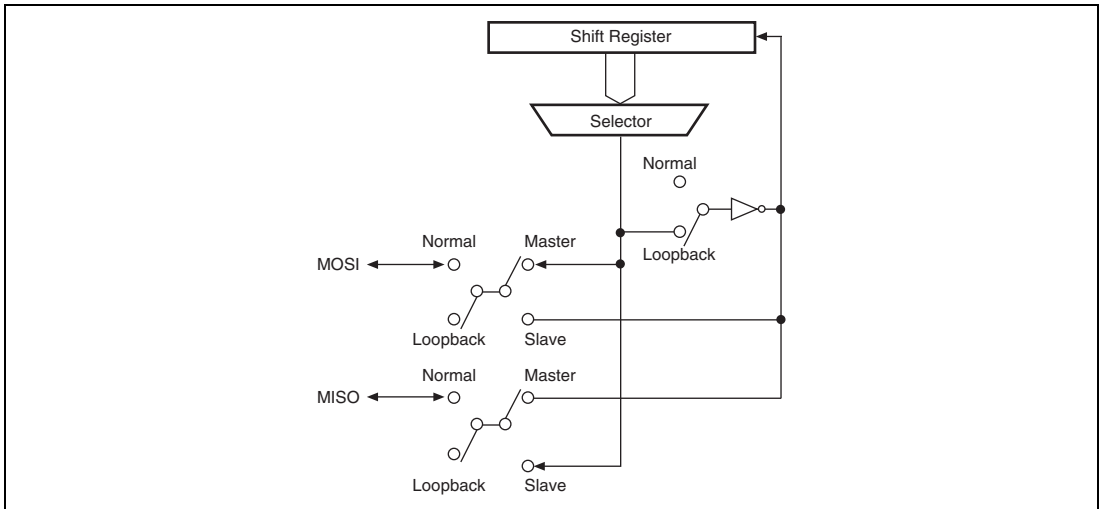 Shift Register
Selector
Normal
Loopback
Normal Master
MOSI
Loopback Slave
Normal Master
MISO
Loopback Slave